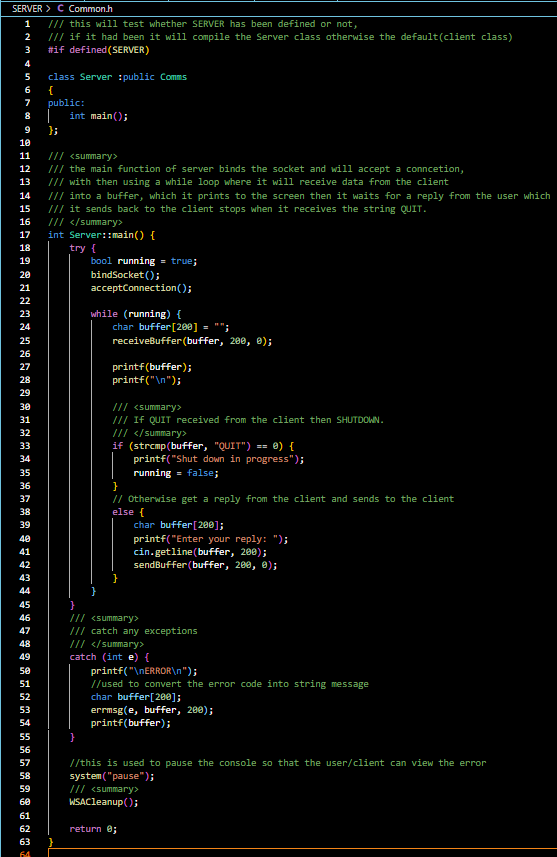 SERVER > C Common.h
1 /// this will test whether SERVER has been defined or not,
2 /// if it had been it will compile the Server class otherwise the default(client class)
3 #if defined(SERVER)
4
5 class Server :public Comms
6 {
7 public:
8 int main();
9 };
10
11 /// <summary>
12 /// the main function of server binds the socket and will accept a conncetion,
13 /// with then using a while loop where it will receive data from the client
14 /// into a buffer, which it prints to the screen then it waits for a reply from the user which
15 /// it sends back to the client stops when it receives the string QUIT.
16 /// </summary>
17 int Server::main() {
18 try {
19 bool running = true;
20 bindSocket();
21 acceptConnection();
22
23 while (running) {
24 char buffer[200] = "";
25 receiveBuffer(buffer, 200, 0);
26
27 printf(buffer);
28 printf("\n");
29
30 /// <summary>
31 /// If QUIT received from the client then SHUTDOWN.
32 /// </summary>
33 if (strcmp(buffer, "QUIT") == 0) {
34 printf("Shut down in progress");
35 running = false;
36 }
37 // Otherwise get a reply from the client and sends to the client
38 else {
39 char buffer[200];
40 printf("Enter your reply: ");
41 cin.getline(buffer, 200);
42 sendBuffer(buffer, 200, 0);
43 }
44 }
45 }
46 /// <summary>
47 /// catch any exceptions
48 /// </summary>
49 catch (int e) {
50 printf("\nERROR\n");
51 //used to convert the error code into string message
52 char buffer[200];
53 errmsg(e, buffer, 200);
54 printf(buffer);
55 }
56
57 //this is used to pause the console so that the user/client can view the error
58 system("pause");
59 /// <summary>
60 WSACleanup();
61
62 return 0;
63 }
64